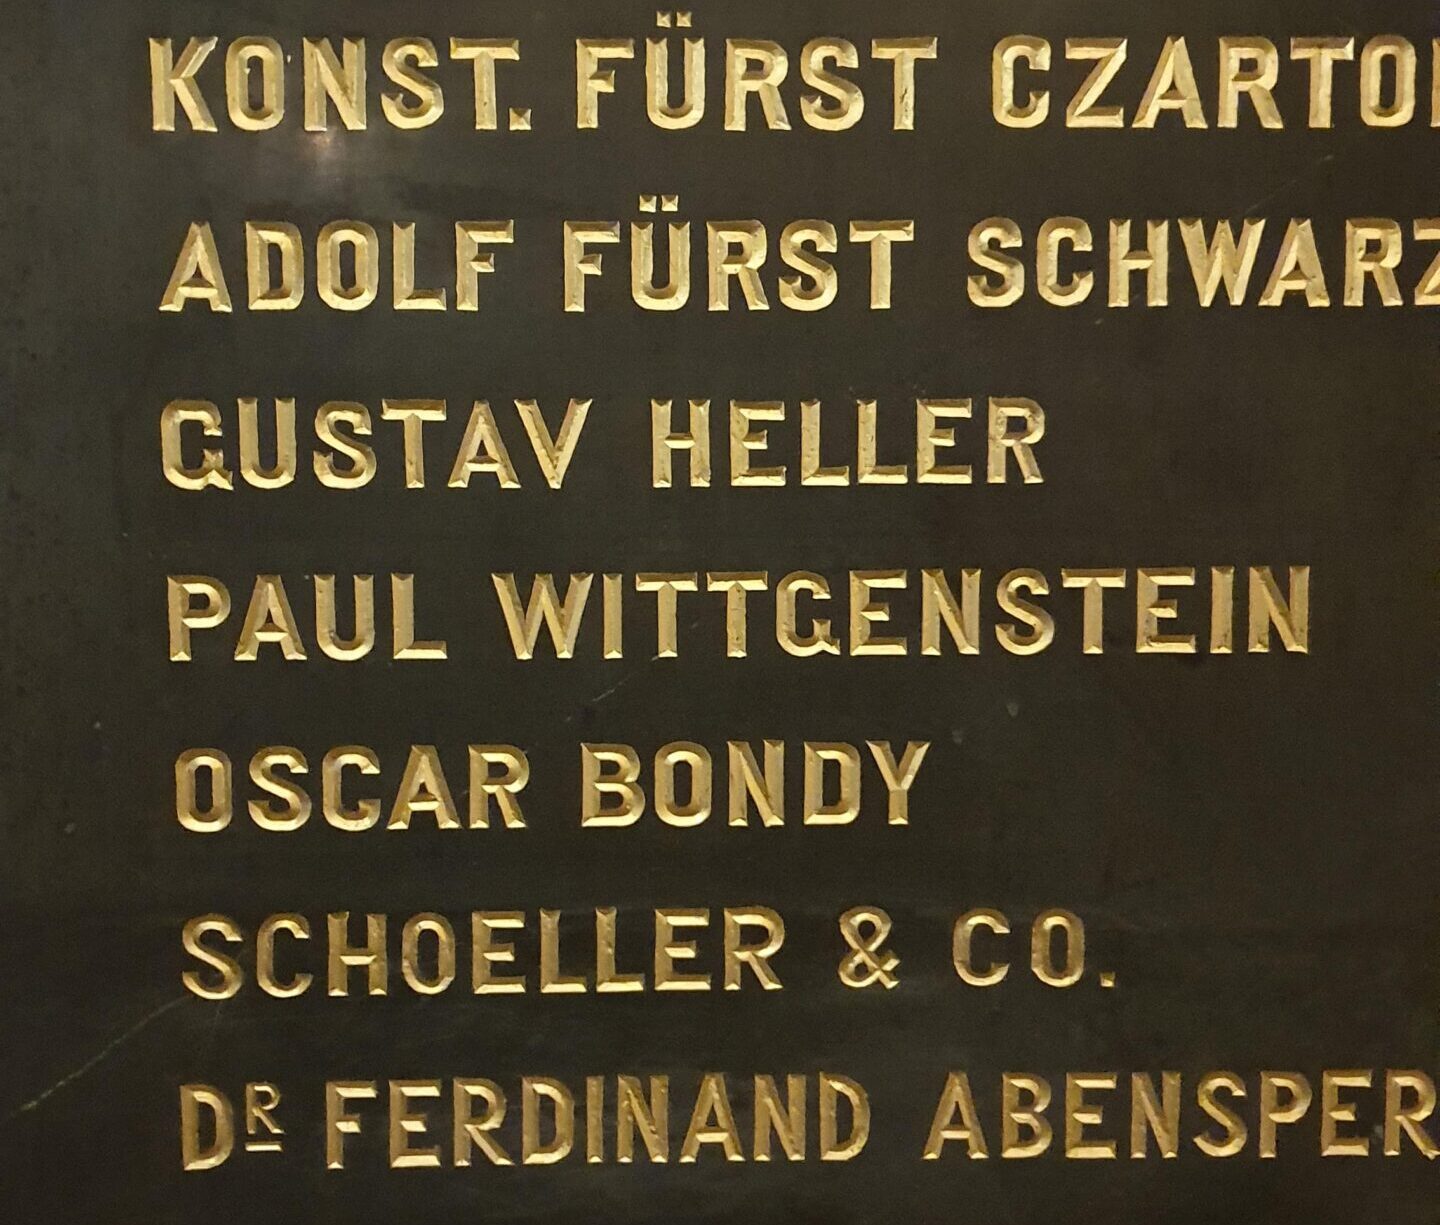 KONST. FÜRST CZARTO
ADOLF FÜRST SCHWARZ
GUSTAV HELLER
PAUL WITTGENSTEIN
OSCAR BONDY
SCHOELLER & CO.
DR FERDINAND ABENSPER